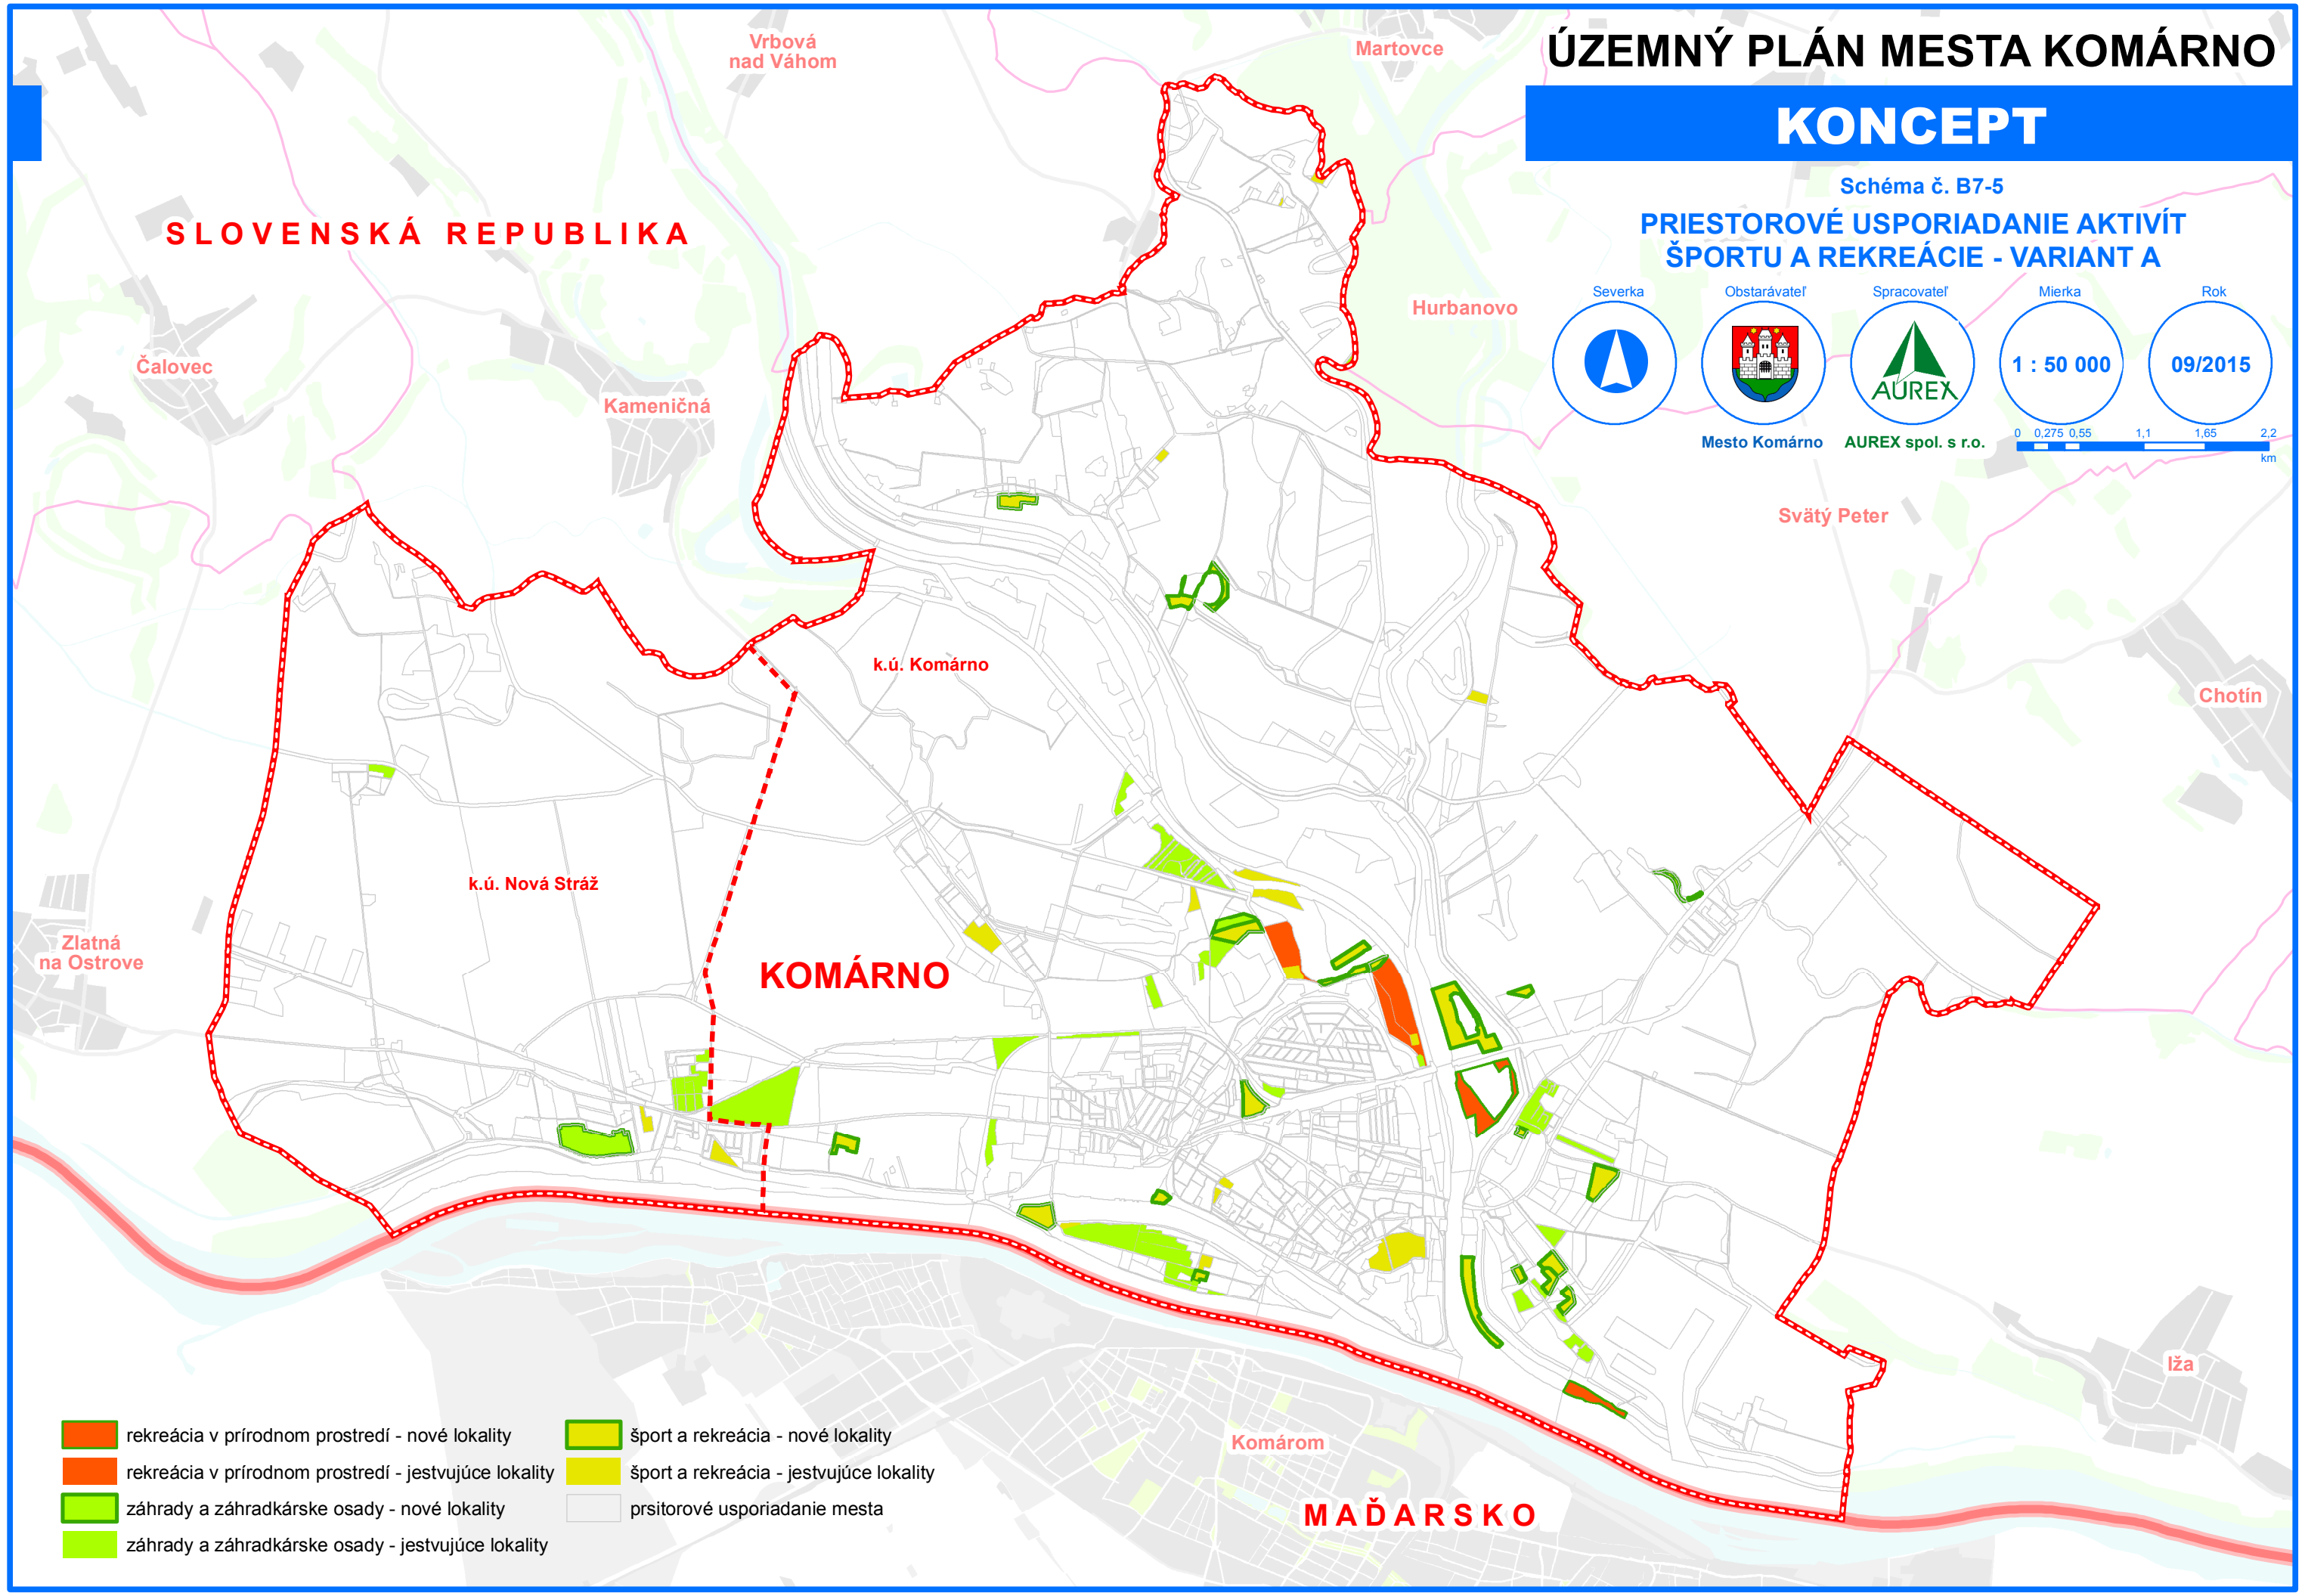 ÚZEMNÝ PLÁN MESTA KOMÁRNO
KONCEPT
Schéma č. B7-5
PRIESTOROVÉ USPORIADANIE AKTIVÍT
ŠPORTU A REKREÁCIE - VARIANT A
Severka
Obstarávateľ
Spracovateľ
Mierka
Rok
AUREX
1 : 50 000
09/2015
Mesto Komárno
AUREX spol. s r.o.
0 0,275 0,55 1,1 1,65 2,2
km
Vrbová
nad Váhom
Martovce
SLOVENSKÁ REPUBLIKA
Hurbanovo
Čalovec
Kameničná
Svätý Peter
k.ú. Komárno
Chotín
k.ú. Nová Stráž
Zlatná
na Ostrove
KOMÁRNO
Iža
Komárom
MAĎARSKO
rekreácia v prírodnom prostredí - nové lokality
rekreácia v prírodnom prostredí - jestvujúce lokality
záhrady a záhradkárske osady - nové lokality
záhrady a záhradkárske osady - jestvujúce lokality
šport a rekreácia - nové lokality
šport a rekreácia - jestvujúce lokality
prsitorové usporiadanie mesta